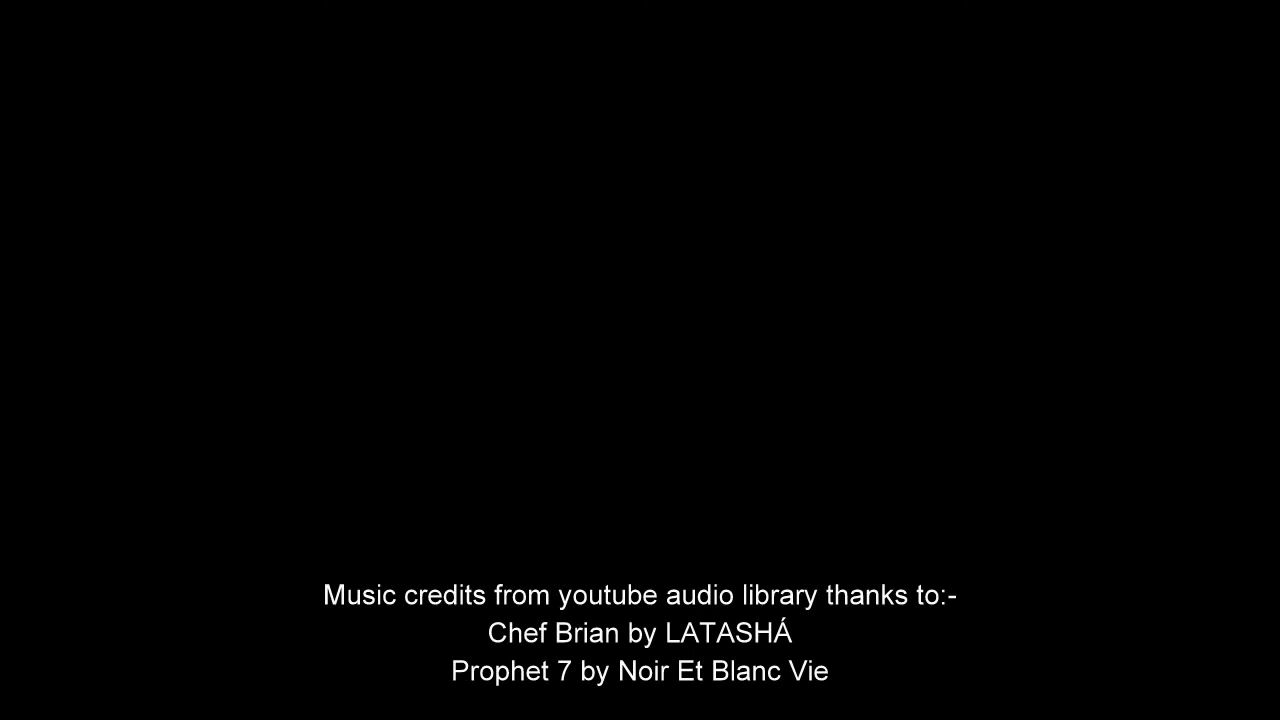 Music credits from youtube audio library thanks to:-
Chef Brian by LATASHÁ
Prophet 7 by Noir Et Blanc Vie